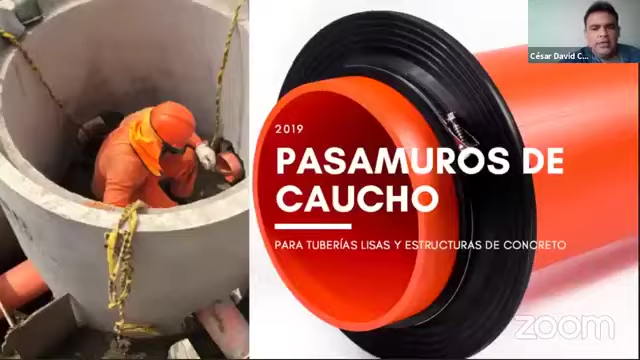 César David C...
2019
PASAMUROS DE
CAUCHO
PARA TUBERÍAS LISAS Y ESTRUCTURAS DE CONCRETO
zoom